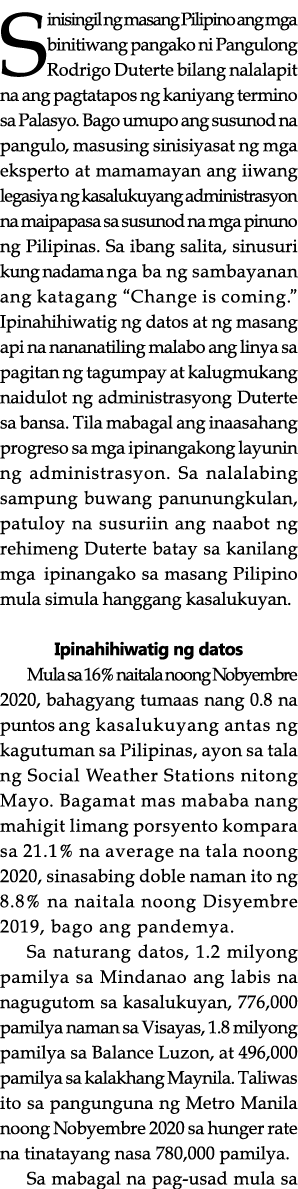 Sinisingil ng masang Pilipino ang mga
binitiwang pangako ni Pangulong
Rodrigo Duterte bilang nalalapit
na ang pagtatapos ng kaniyang termino
sa Palasyo. Bago umupo ang susunod na
pangulo, masusing sinisiyasat ng mga
eksperto at mamamayan ang iiwang
legasiya ng kasalukuyang administrasyon
na maipapasa sa susunod na mga pinuno
ng Pilipinas. Sa ibang salita, sinusuri
kung nadama nga ba ng sambayanan
ang katagang “Change is coming.”
Ipinahihiwatig ng datos at ng masang
api na nananatiling malabo ang linya sa
pagitan ng tagumpay at kalugmukang
naidulot ng administrasyong Duterte
sa bansa. Tila mabagal ang inaasahang
progreso sa mga ipinangakong layunin
ng administrasyon. Sa nalalabing
sampung buwang panunungkulan,
patuloy na susuriin ang naabot ng
rehimeng Duterte batay sa kanilang
mga ipinangako sa masang Pilipino
mula simula hanggang kasalukuyan.
Ipinahihiwatig ng datos
Mula sa 16% naitala noong Nobyembre
2020, bahagyang tumaas nang 0.8 na
puntos ang kasalukuyang antas ng
kagutuman sa Pilipinas, ayon sa tala
ng Social Weather Stations nitong
Mayo. Bagamat mas mababa nang
mahigit limang porsyento kompara
sa 21.1% na average na tala noong
2020, sinasabing doble naman ito ng
8.8% na naitala noong Disyembre
2019, bago ang pandemya.
Sa naturang datos, 1.2 milyong
pamilya sa Mindanao ang labis na
nagugutom sa kasalukuyan, 776,000
pamilya naman sa Visayas, 1.8 milyong
pamilya sa Balance Luzon, at 496,000
pamilya sa kalakhang Maynila. Taliwas
ito sa pangunguna ng Metro Manila
noong Nobyembre 2020 sa hunger rate
na tinatayang nasa 780,000 pamilya.
Sa mabagal na pag-usad mula sa